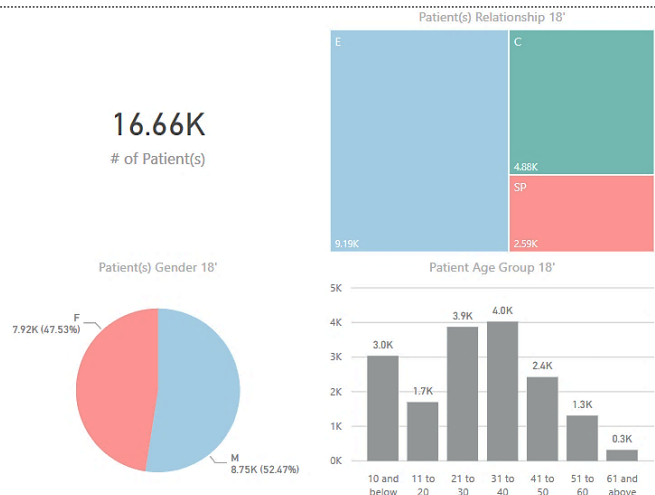 Patient(s) Relationship 18'
E
C
4.88K
SP
9.19K
2.59K
16.66K
# of Patient(s)
Patient(s) Gender 18'
F
7.92K (47.53%)
M
8.75K (52.47%)
Patient Age Group 18'
5K
4K
3K
2K
1K
0K
3.0K
1.7K
3.9K
4.0K
2.4K
1.3K
0.3K
10 and below
11 to 20
21 to 30
31 to 40
41 to 50
51 to 60
61 and above